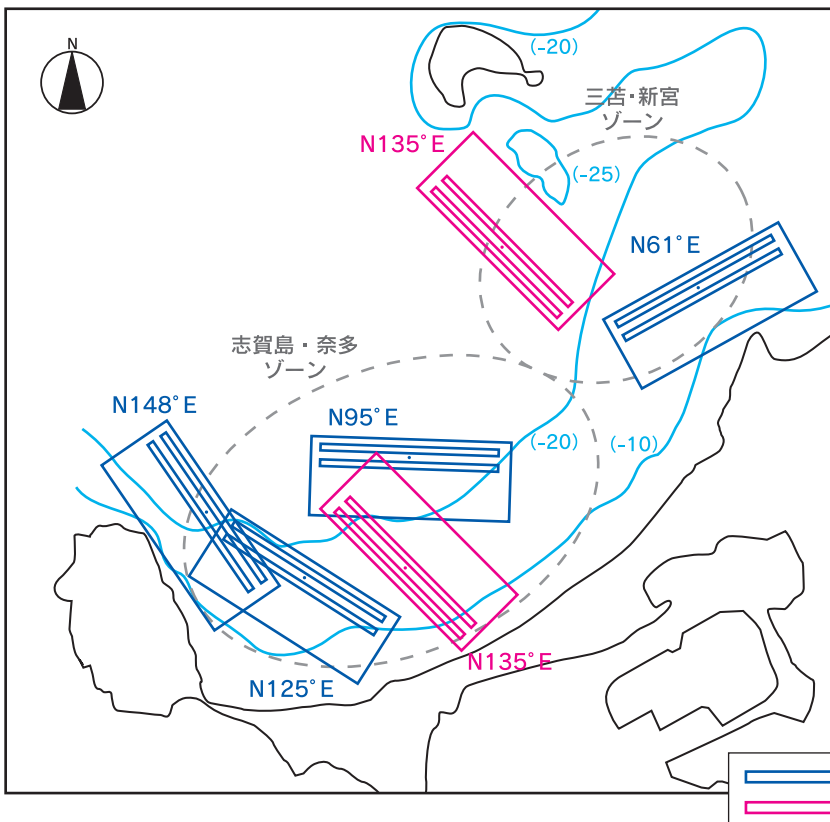 N
(-20)
三苫・新宮
ゾーン
N135°E
(-25)
N61°E
志賀島・奈多
ゾーン
N148°E
N95°E
(-20)
(-10)
N125°E
N135°E